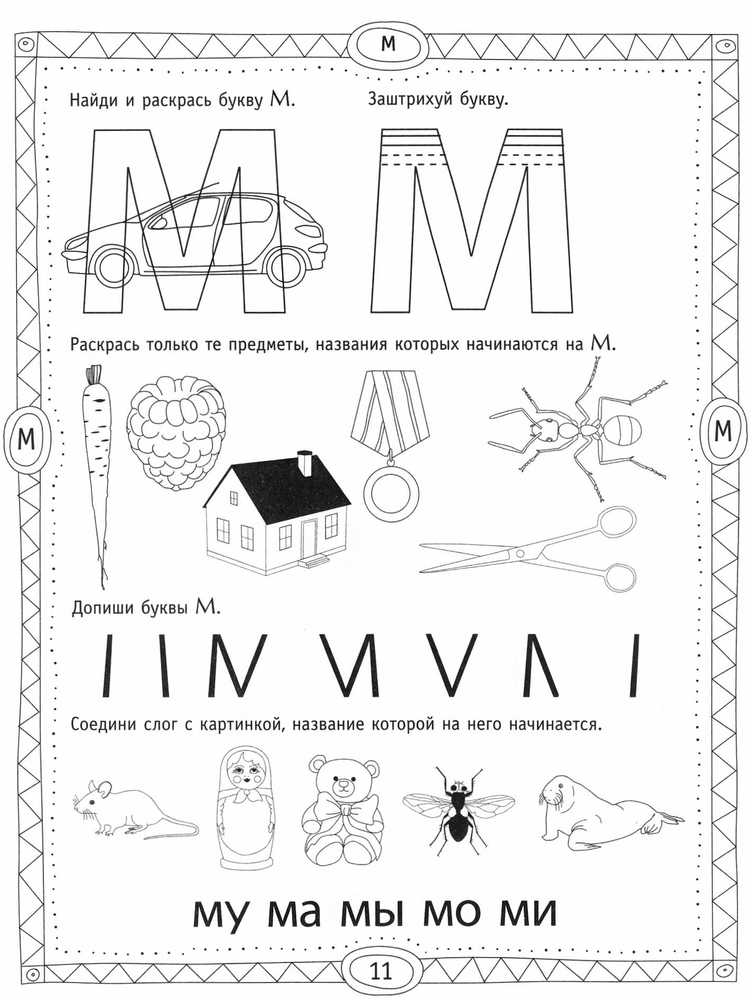 М
Найди и раскрась букву М.
Заштрихуй букву.
М
М
Раскрась только те предметы, названия которых начинаются на М.
М
М
Допиши буквы М.
Соедини слог с картинкой, название которой на него начинается.
му ма мы мо ми
11